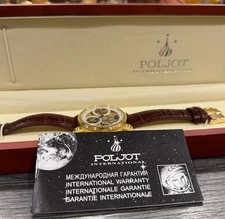 POLJOT
INTERNATIONAL
POLJOT
INTERNATIONAL
МЕЖДУНАРОДНАЯ ГАРАНТИЯ
INTERNATIONAL WARRANTY
INTERNATIONALE GARANTIE
GARANTIE INTERNATIONALE